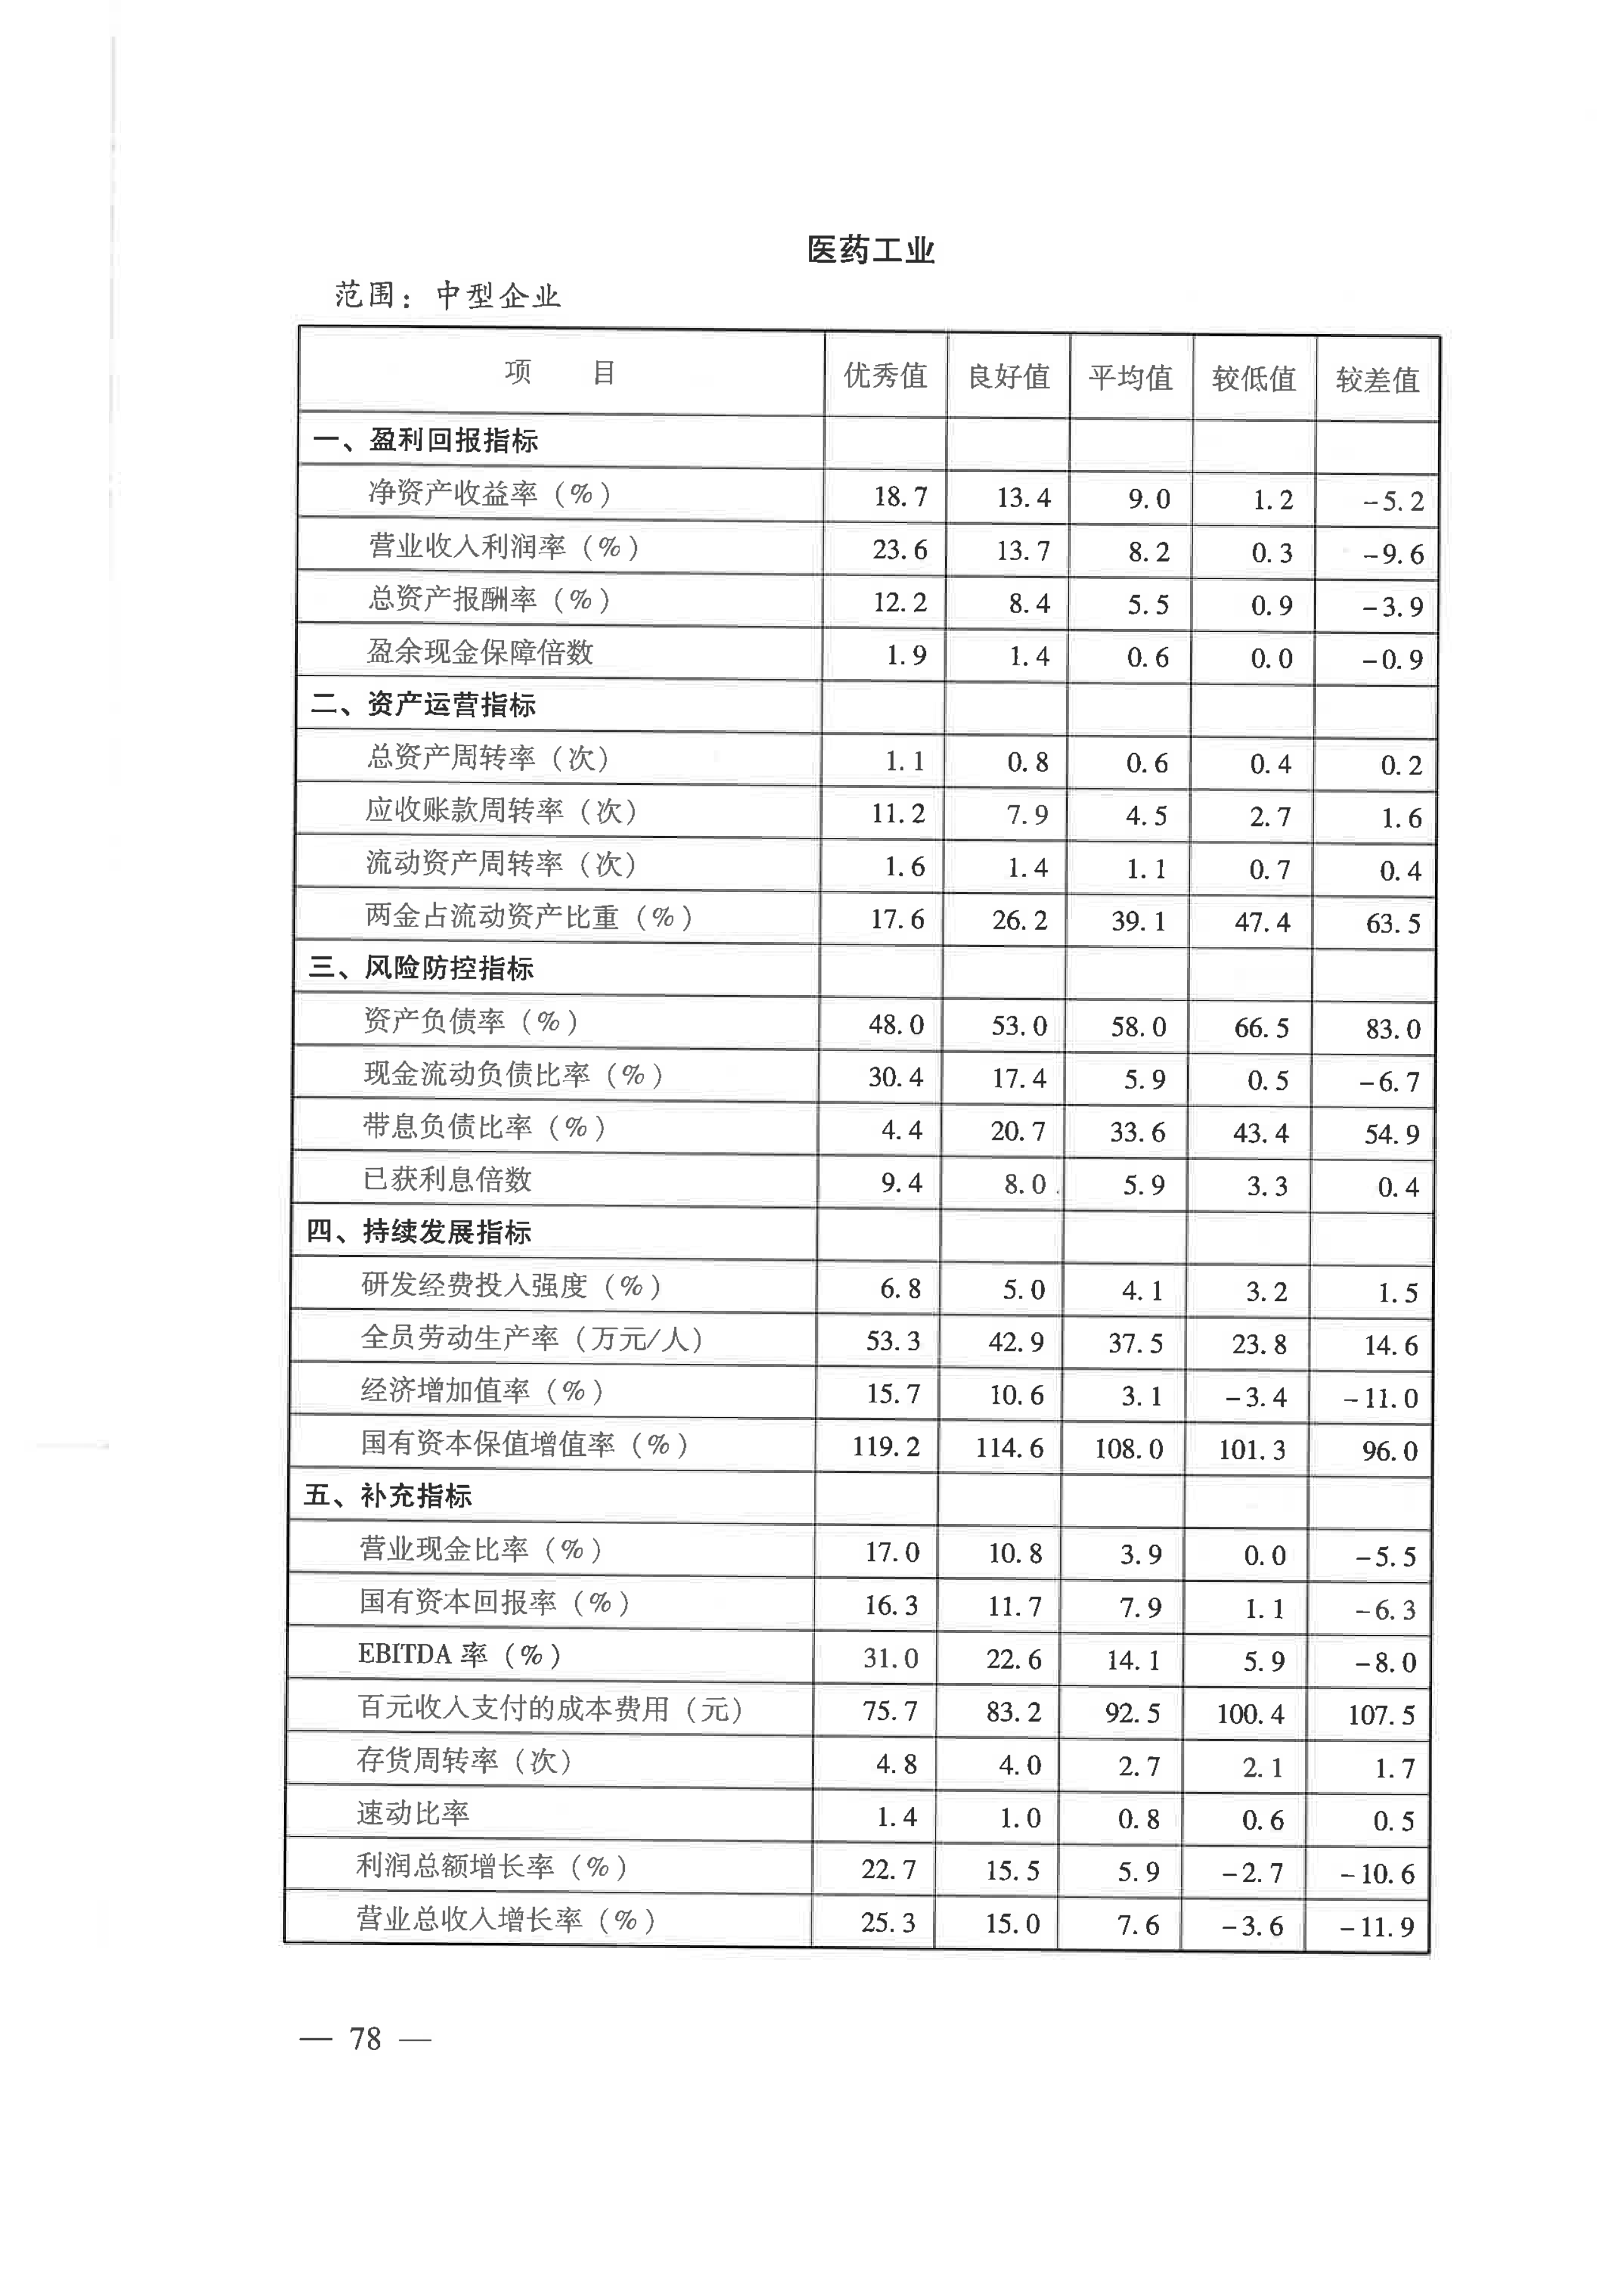 医药工业
范围：中型企业
项 目 优秀值 良好值 平均值 较低值 较差值
一、盈利回报指标
净资产收益率（%） 18.7 13.4 9.0 1.2 -5.2
营业收入利润率（%） 23.6 13.7 8.2 0.3 -9.6
总资产报酬率（%） 12.2 8.4 5.5 0.9 -3.9
盈余现金保障倍数 1.9 1.4 0.6 0.0 -0.9
二、资产运营指标
总资产周转率（次） 1.1 0.8 0.6 0.4 0.2
应收账款周转率（次） 11.2 7.9 4.5 2.7 1.6
流动资产周转率（次） 1.6 1.4 1.1 0.7 0.4
两金占流动资产比重（%） 17.6 26.2 39.1 47.4 63.5
三、风险防控指标
资产负债率（%） 48.0 53.0 58.0 66.5 83.0
现金流动负债比率（%） 30.4 17.4 5.9 0.5 -6.7
带息负债比率（%） 4.4 20.7 33.6 43.4 54.9
已获利息倍数 9.4 8.0 5.9 3.3 0.4
四、持续发展指标
研发经费投入强度（%） 6.8 5.0 4.1 3.2 1.5
全员劳动生产率（万元/人） 53.3 42.9 37.5 23.8 14.6
经济增加值率（%） 15.7 10.6 3.1 -3.4 -11.0
国有资本保值增值率（%） 119.2 114.6 108.0 101.3 96.0
五、补充指标
营业现金比率（%） 17.0 10.8 3.9 0.0 -5.5
国有资本回报率（%） 16.3 11.7 7.9 1.1 -6.3
EBITDA 率（%） 31.0 22.6 14.1 5.9 -8.0
百元收入支付的成本费用（元） 75.7 83.2 92.5 100.4 107.5
存货周转率（次） 4.8 4.0 2.7 2.1 1.7
速动比率 1.4 1.0 0.8 0.6 0.5
利润总额增长率（%） 22.7 15.5 5.9 -2.7 -10.6
营业总收入增长率（%） 25.3 15.0 7.6 -3.6 -11.9
— 78 —